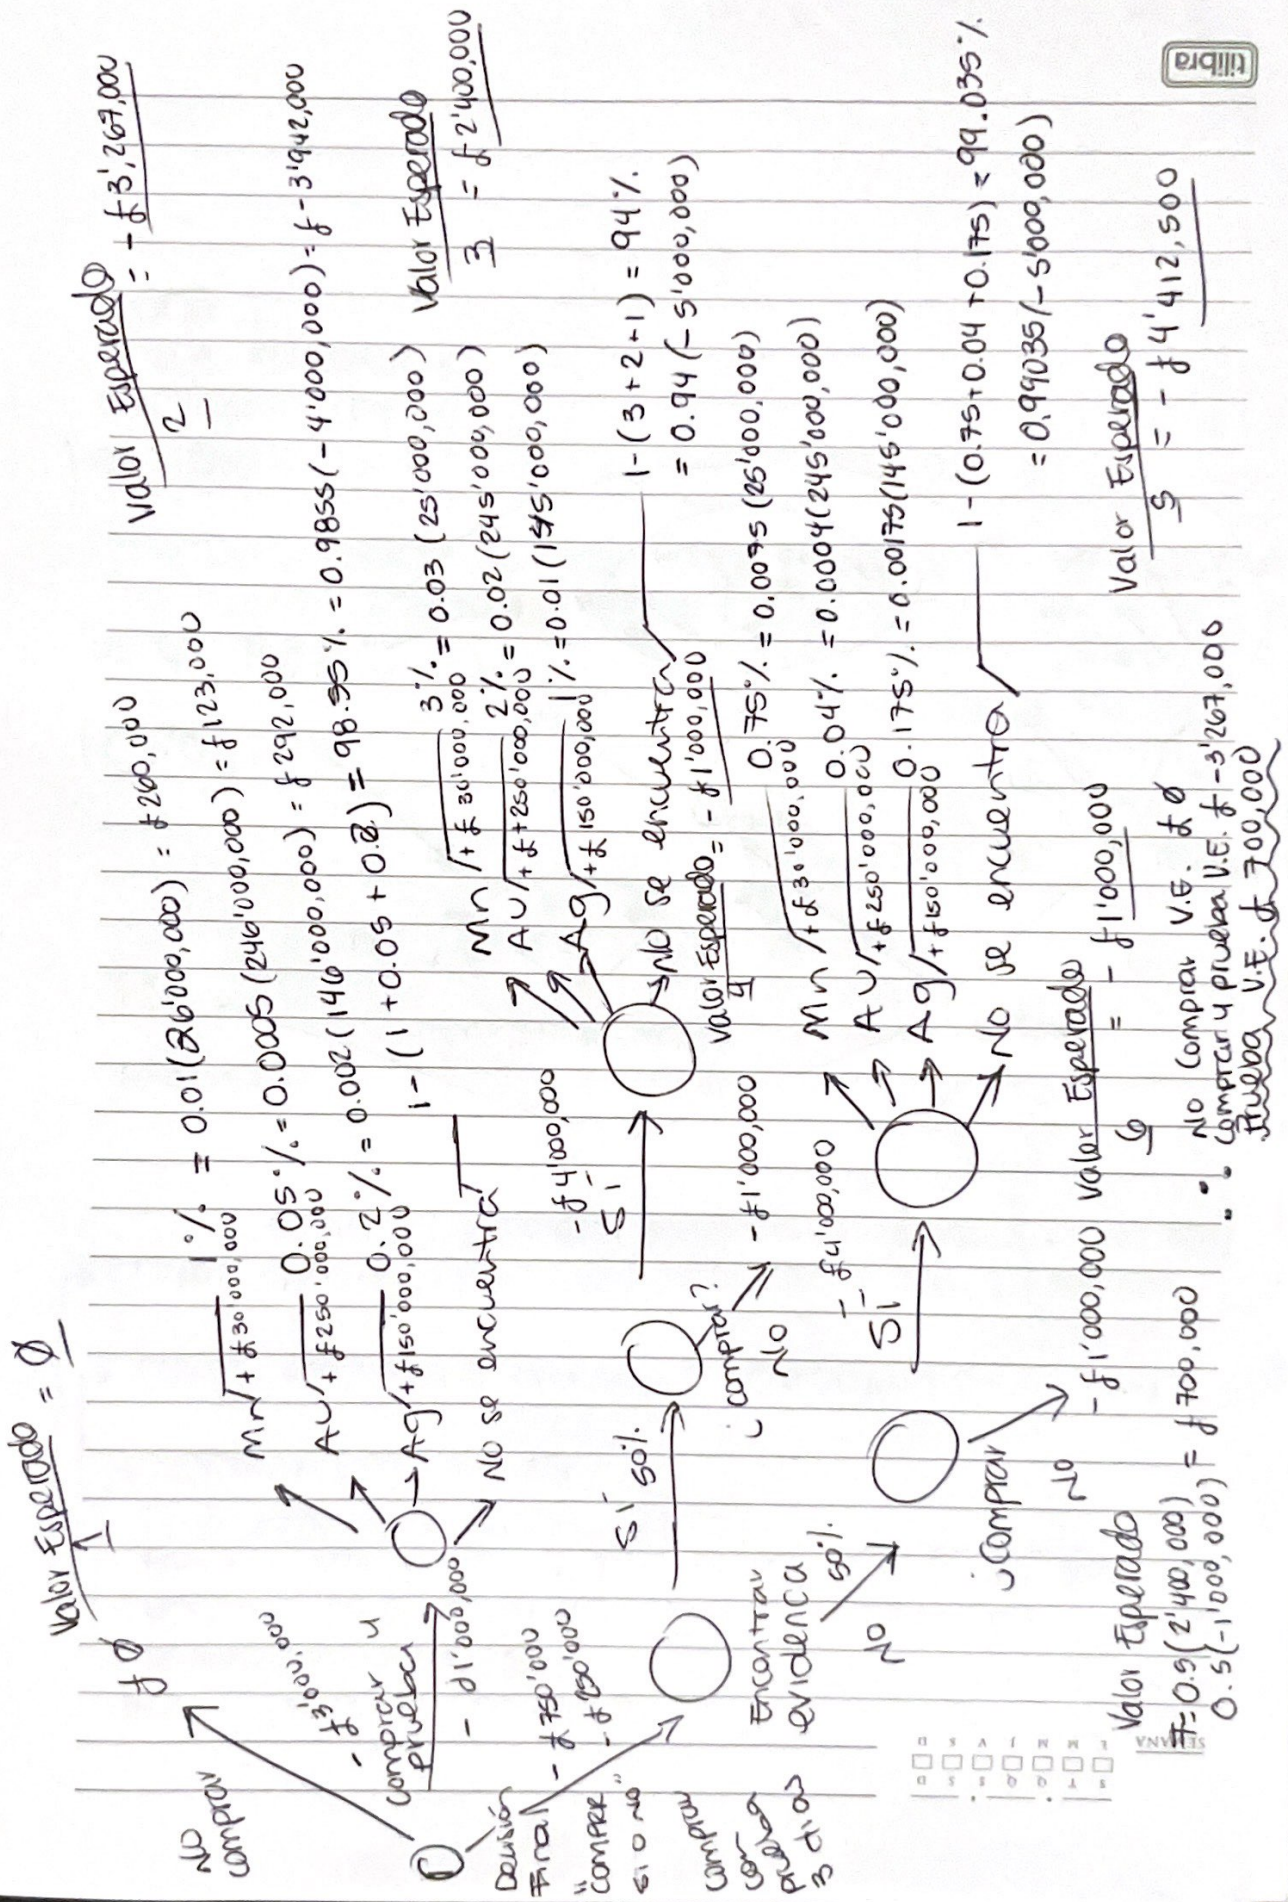 Valor Esperado = Ø
1
£ Ø
No
comprar
Valor Esperado = - £3',267,000
2
Mn + £30'000,000 1% = 0.01(26'000,000) = £260,000
Au + £250'000,000 0.05% = 0.0005(246'000,000) = £123,000
Ag + £150'000,000 0.2% = 0.002(146'000,000) = £292,000
No se encuentra 1-(1+0.05+0.2) = 98.55% = 0.9855(-4'000,000) = £-3'942,000
- £3'000,000
comprar y
prueba
- £1'000,000
Decisión
Final
"COMPRAR"
si o no
- £750'000
- £250'000
comprar
con
prueba
3 días
Encontrar
evidencia
Sí 50%
No 50%
¿comprar?
Sí
- £4'000,000
Mn + £30'000,000 3% = 0.03(25'000,000)
Au + £+250'000,000 2% = 0.02(245'000,000)
Ag + £150'000,000 1% = 0.01(145'000,000)
No se encuentra 1-(3+2+1) = 94%
= 0.94(-5'000,000)
Valor Esperado
3 = £2'400,000
No
- £1'000,000
Valor Esperado = - £1'000,000
4
¿comprar
Sí
- £4'000,000
Mn + £30'000,000 0.75% = 0.0075(25'000,000)
Au + £250'000,000 0.04% = 0.0004(245'000,000)
Ag + £150'000,000 0.175% = 0.00175(145'000,000)
No se encuentra 1-(0.75+0.04+0.175) = 99.035%
= 0.99035(-5'000,000)
Valor Esperado
5 = - £4'412,500
No
- £1'000,000
Valor Esperado
6 = - £1'000,000
Valor Esperado
7=0.5(2'400,000)
0.5(-1'000,000) = £700,000
∴ No comprar V.E. £Ø
Comprar y prueba V.E. £-3'267,000
Prueba V.E. £700,000
SEMANA
L M M J V S D
S T Q Q S S D
tilibra